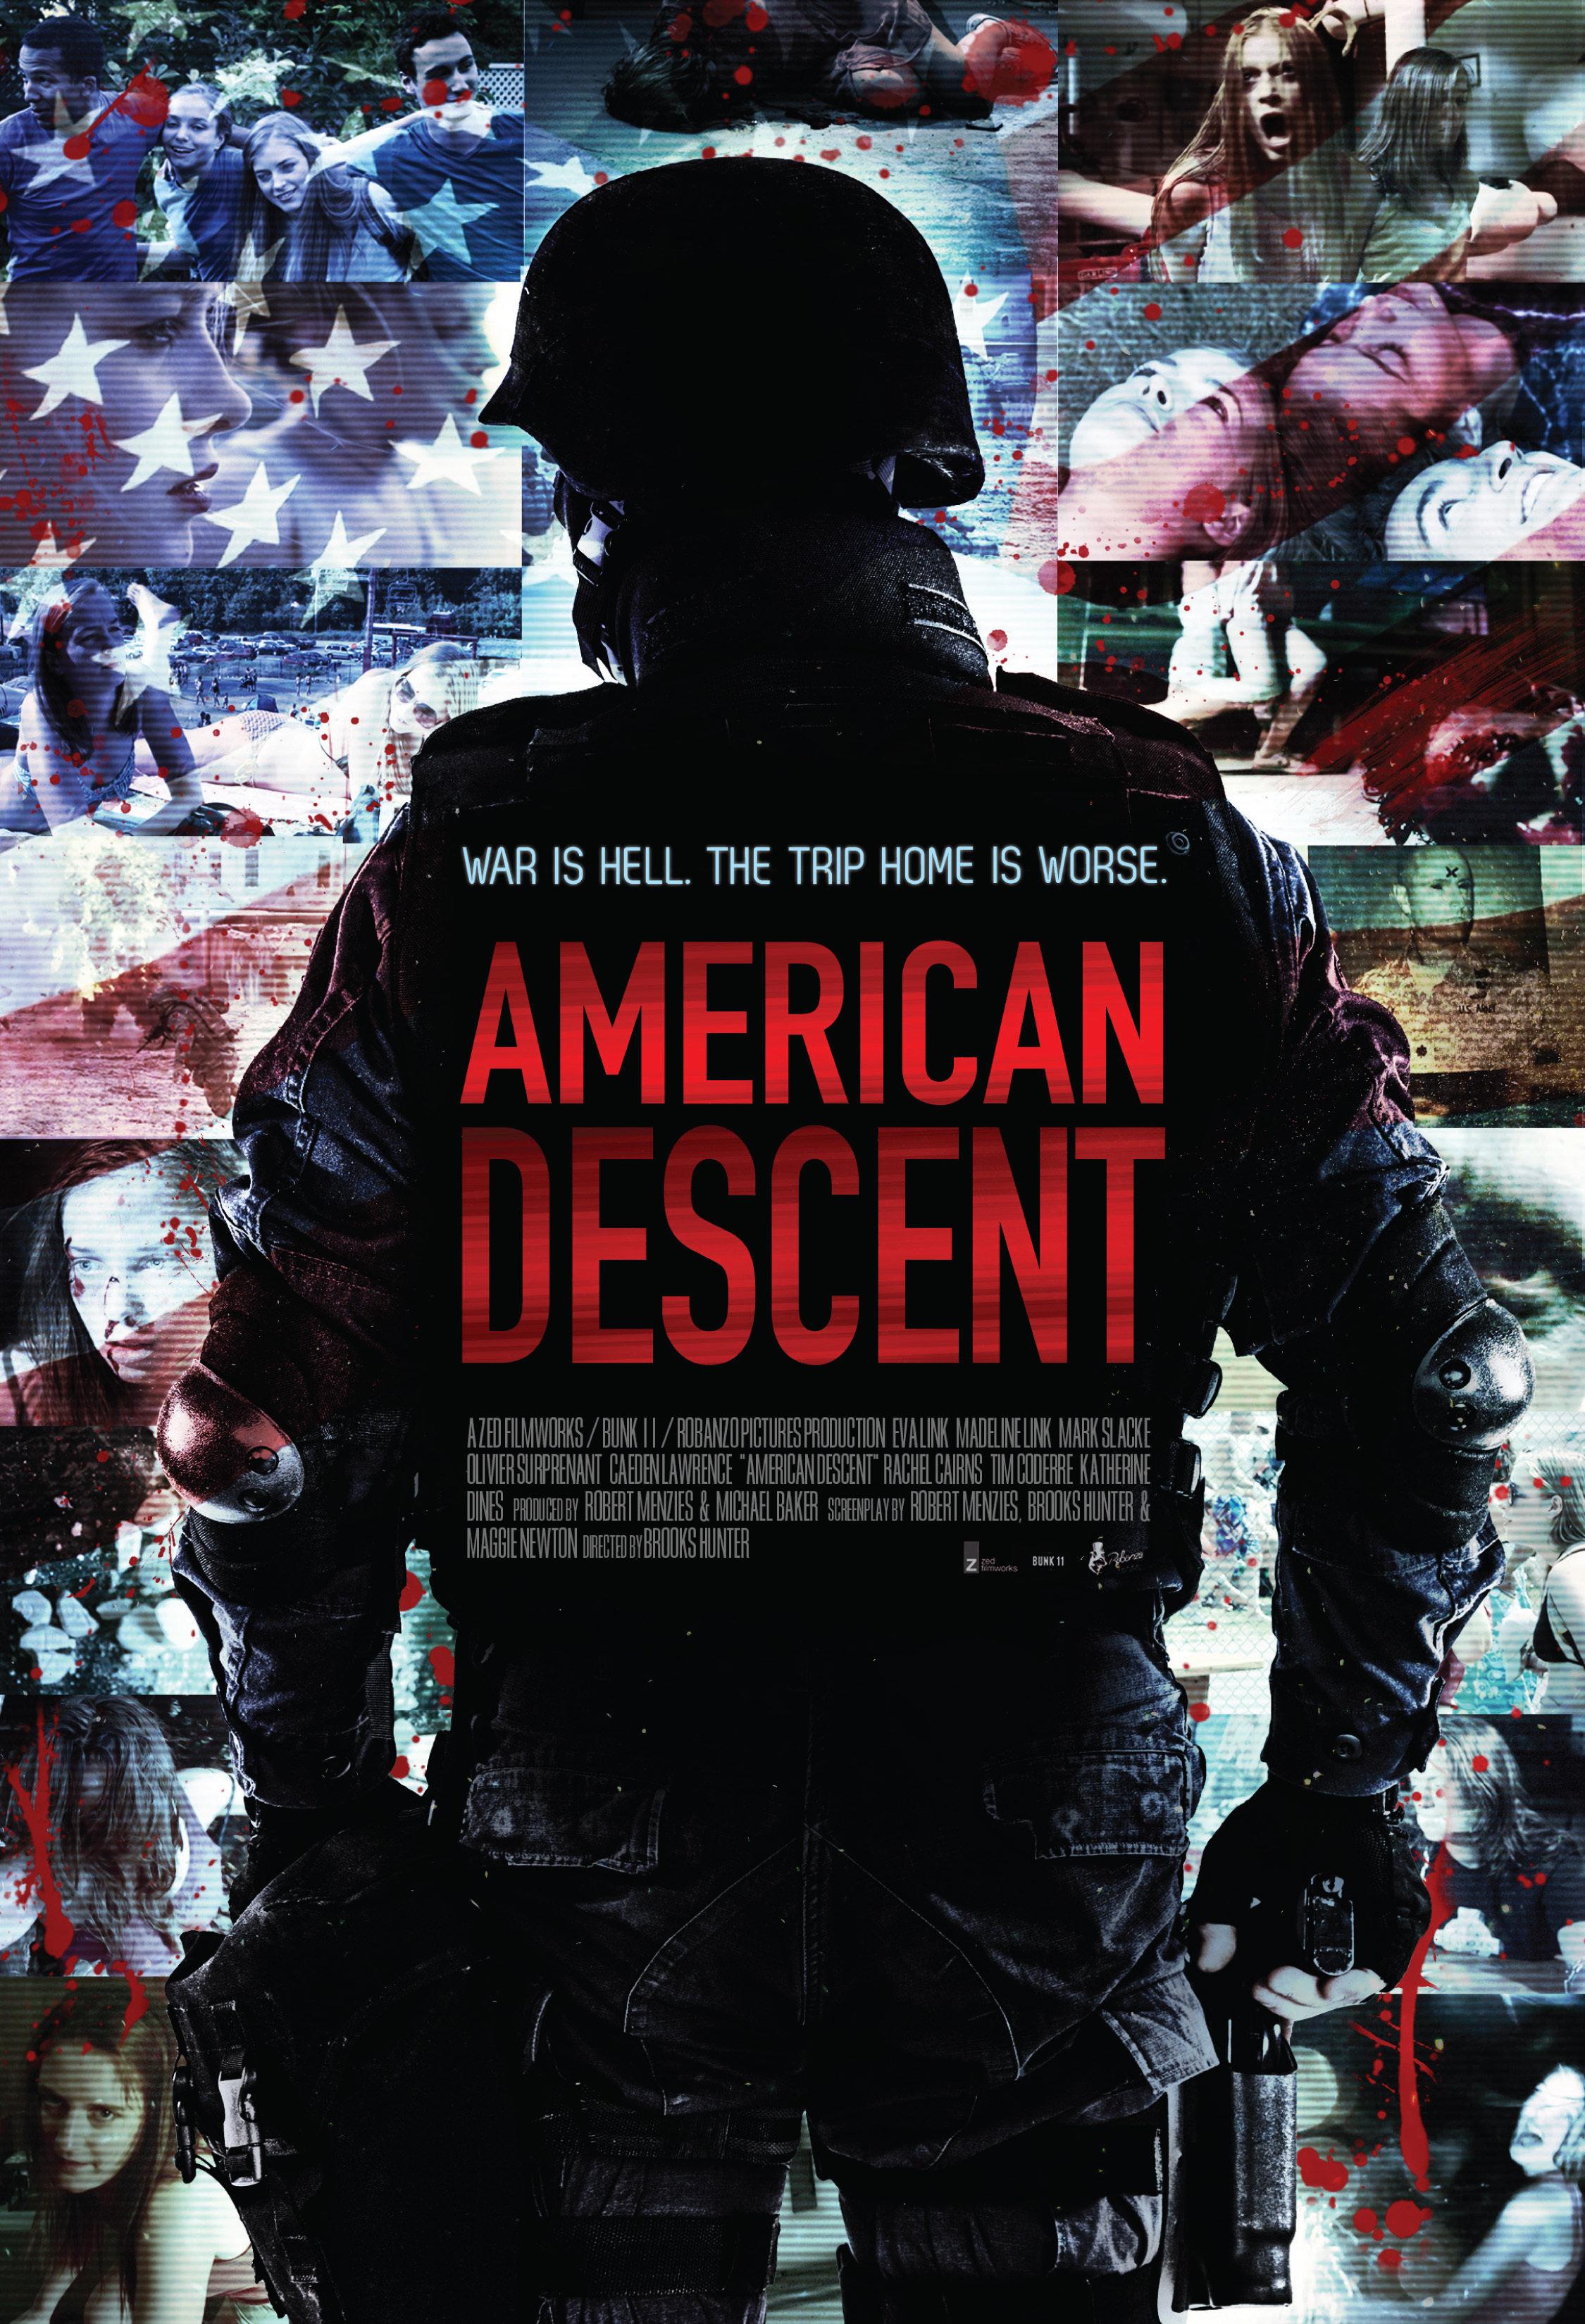 WAR IS HELL. THE TRIP HOME IS WORSE.
AMERICAN
DESCENT
A ZED FILMWORKS / BUNK 11 / ROBANZO PICTURES PRODUCTION EVA LINK MADELINE LINK MARK SLACKE
OLIVIER SURPRENANT CAEDEN LAWRENCE "AMERICAN DESCENT" RACHEL CAIRNS TIM CODERRE KATHERINE
DINES PRODUCED BY ROBERT MENZIES & MICHAEL BAKER SCREENPLAY BY ROBERT MENZIES, BROOKS HUNTER &
MAGGIE NEWTON DIRECTED BY BROOKS HUNTER
Z zed filmworks BUNK 11 Robanzo